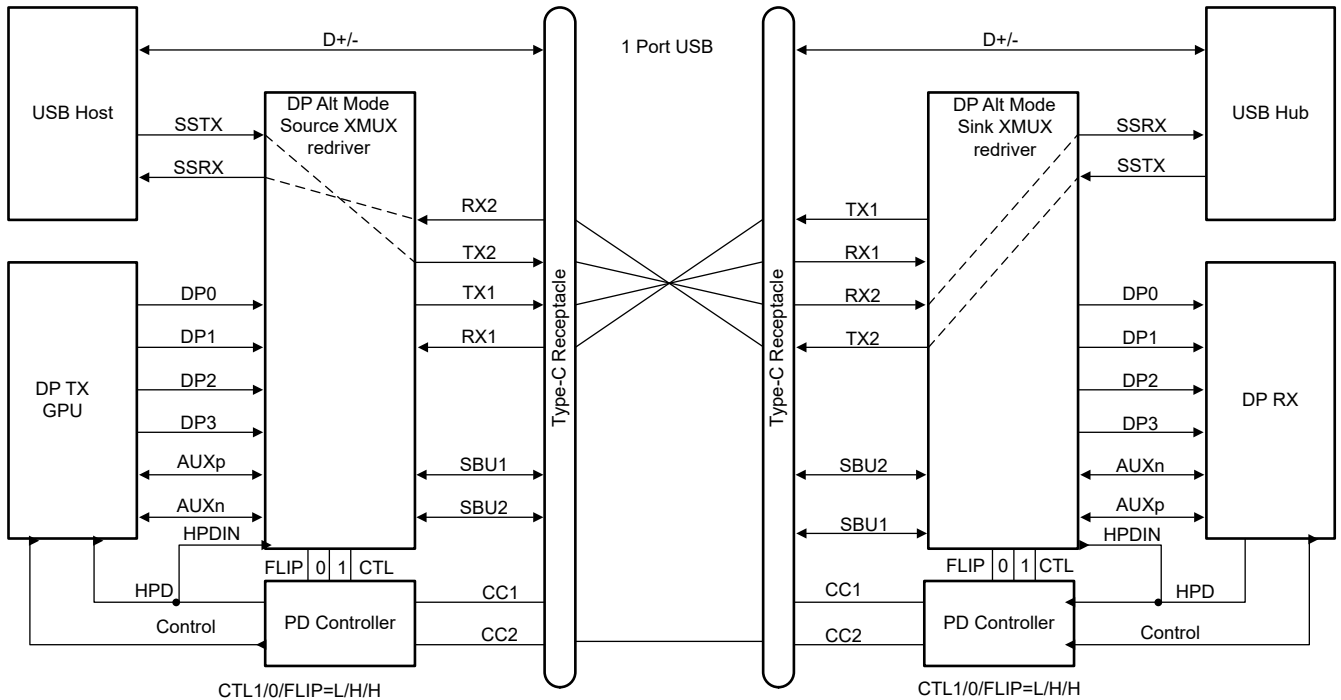 D+/-
1 Port USB
D+/-
USB Host
DP Alt Mode
Source XMUX
redriver
DP Alt Mode
Sink XMUX
redriver
USB Hub
SSTX
SSRX
SSRX
SSTX
RX2
TX2
TX1
RX1
TX1
RX1
RX2
TX2
Type-C Receptacle
Type-C Receptacle
DP TX
GPU
DP0
DP1
DP2
DP3
AUXp
AUXn
HPDIN
SBU1
SBU2
SBU2
SBU1
DP0
DP1
DP2
DP3
AUXn
AUXp
HPDIN
DP RX
FLIP 0 1 CTL
FLIP 0 1 CTL
HPD
Control
PD Controller
CC1
CC2
CC1
CC2
PD Controller
HPD
Control
CTL1/0/FLIP=L/H/H
CTL1/0/FLIP=L/H/H